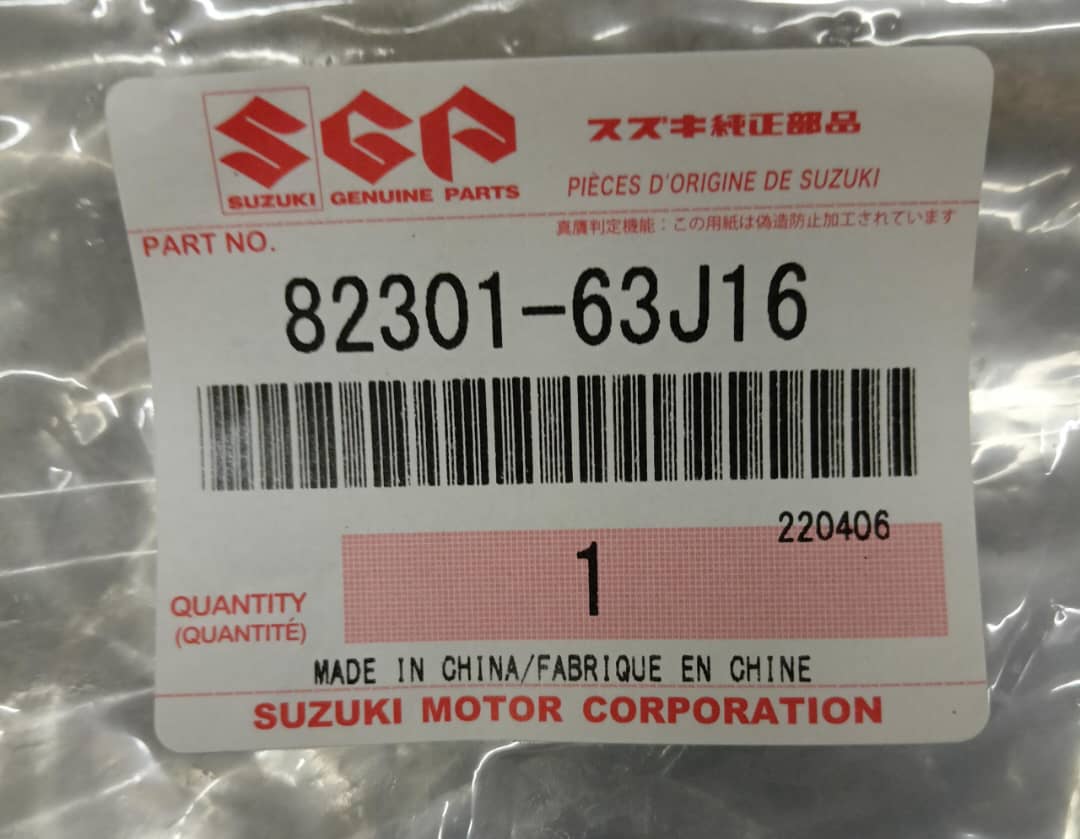 SUZUKI
SGP
GENUINE PARTS
スズキ純正部品
PIÈCES D'ORIGINE DE SUZUKI
真贋判定機能：この用紙は偽造防止加工されています
PART NO.
82301-63J16
220406
1
QUANTITY
(QUANTITÉ)
MADE IN CHINA/FABRIQUE EN CHINE
SUZUKI MOTOR CORPORATION